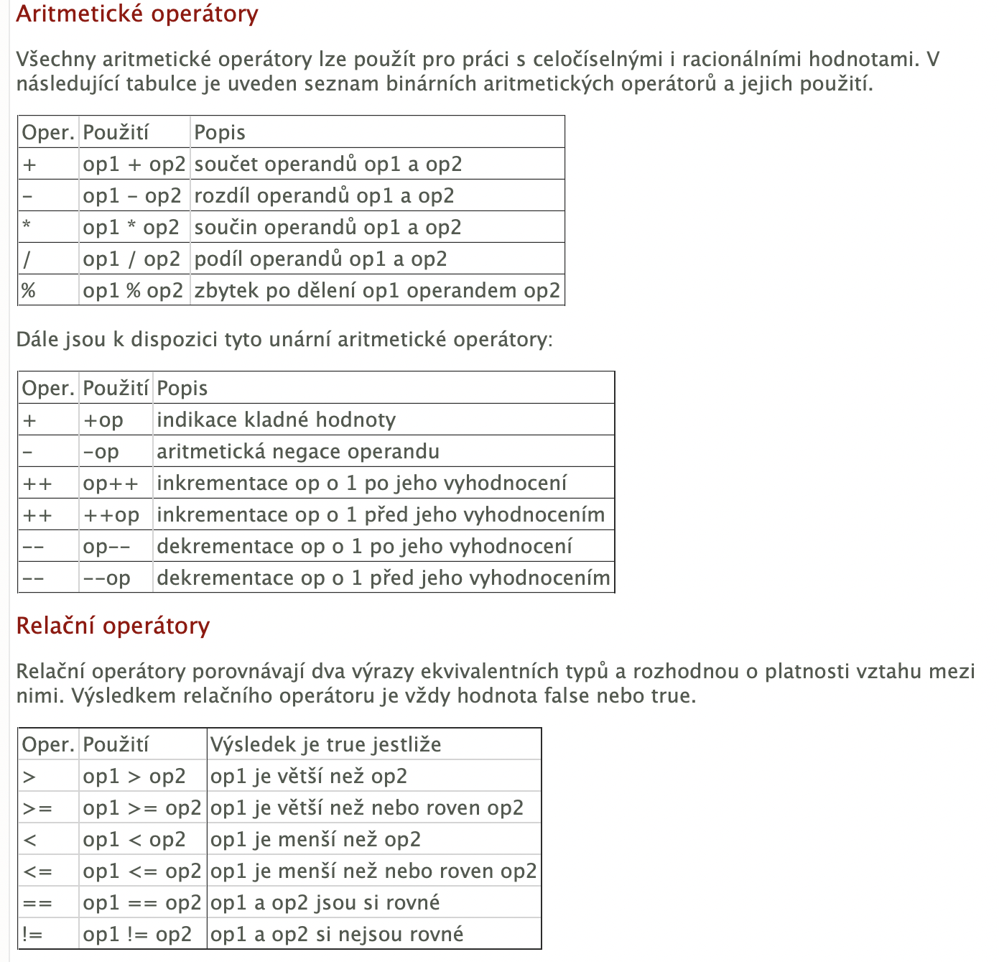 Aritmetické operátory
Všechny aritmetické operátory lze použít pro práci s celočíselnými i racionálními hodnotami. V
následující tabulce je uveden seznam binárních aritmetických operátorů a jejich použití.
Oper. Použití Popis
+ op1 + op2 součet operandů op1 a op2
- op1 - op2 rozdíl operandů op1 a op2
* op1 * op2 součin operandů op1 a op2
/ op1 / op2 podíl operandů op1 a op2
% op1 % op2 zbytek po dělení op1 operandem op2
Dále jsou k dispozici tyto unární aritmetické operátory:
Oper. Použití Popis
+ +op indikace kladné hodnoty
- -op aritmetická negace operandu
++ op++ inkrementace op o 1 po jeho vyhodnocení
++ ++op inkrementace op o 1 před jeho vyhodnocením
-- op-- dekrementace op o 1 po jeho vyhodnocení
-- --op dekrementace op o 1 před jeho vyhodnocením
Relační operátory
Relační operátory porovnávají dva výrazy ekvivalentních typů a rozhodnou o platnosti vztahu mezi
nimi. Výsledkem relačního operátoru je vždy hodnota false nebo true.
Oper. Použití Výsledek je true jestliže
> op1 > op2 op1 je větší než op2
>= op1 >= op2 op1 je větší než nebo roven op2
< op1 < op2 op1 je menší než op2
<= op1 <= op2 op1 je menší než nebo roven op2
== op1 == op2 op1 a op2 jsou si rovné
!= op1 != op2 op1 a op2 si nejsou rovné